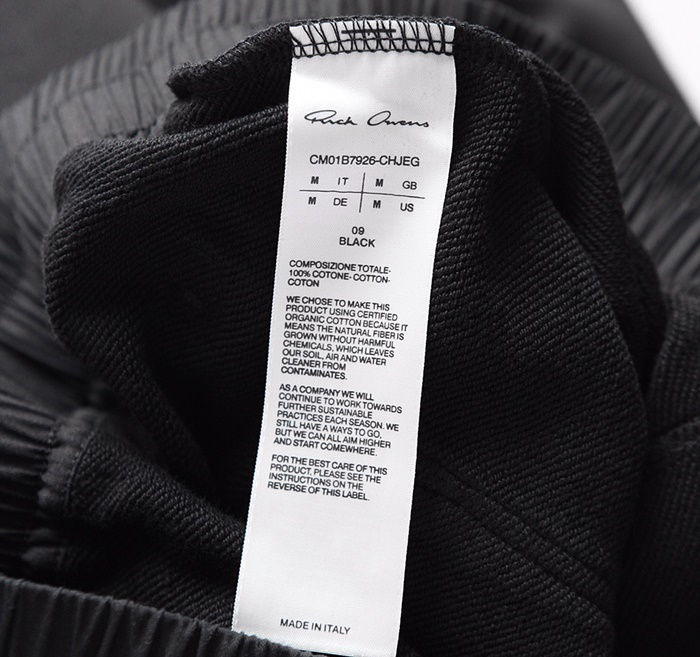 Rick Owens
CM01B7926-CHJEG
M IT M GB
M DE M US
09
BLACK
COMPOSIZIONE TOTALE-
100% COTONE- COTTON-
COTON
WE CHOSE TO MAKE THIS
PRODUCT USING CERTIFIED
ORGANIC COTTON BECAUSE IT
MEANS THE NATURAL FIBER IS
GROWN WITHOUT HARMFUL
CHEMICALS, WHICH LEAVES
OUR SOIL, AIR AND WATER
CLEANER FROM
CONTAMINATES.
AS A COMPANY WE WILL
CONTINUE TO WORK TOWARDS
FURTHER SUSTAINABLE
PRACTICES EACH SEASON. WE
STILL HAVE A WAYS TO GO,
BUT WE CAN ALL AIM HIGHER
AND START SOMEWHERE.
FOR THE BEST CARE OF THIS
PRODUCT, PLEASE SEE THE
INSTRUCTIONS ON THE
REVERSE OF THIS LABEL.
MADE IN ITALY